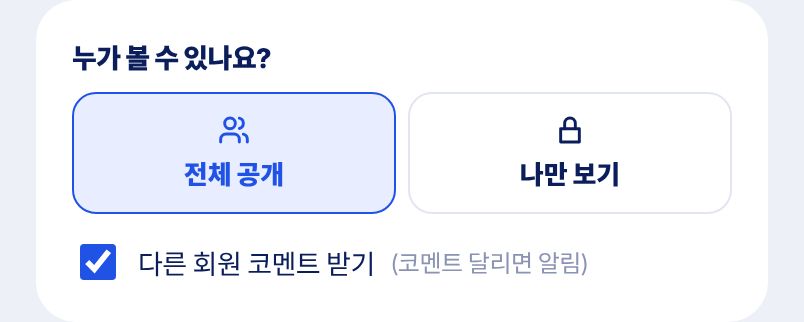 누가 볼 수 있나요?
전체 공개
나만 보기
다른 회원 코멘트 받기 (코멘트 달리면 알림)